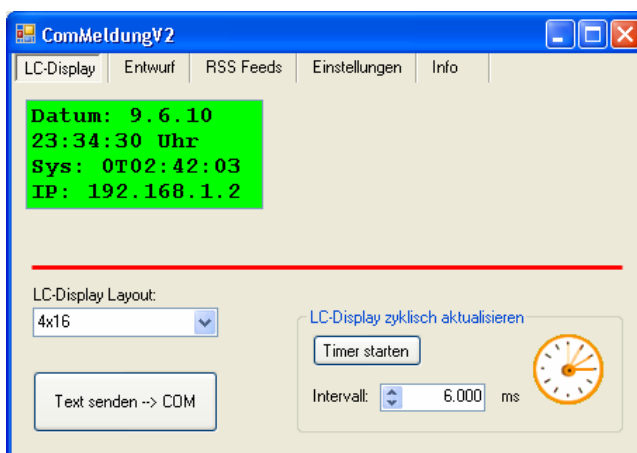 ComMeldungV2
LC-Display Entwurf RSS Feeds Einstellungen Info
Datum: 9.6.10
23:34:30 Uhr
Sys: 0T02:42:03
IP: 192.168.1.2
LC-Display Layout:
4x16
Text senden --> COM
LC-Display zyklisch aktualisieren
Timer starten
Intervall: 6.000 ms